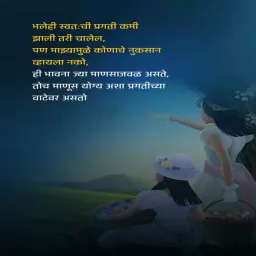 भलेही स्वतःची प्रगती कमी
झाली तरी चालेल,
पण माझ्यामुळे कोणाचे नुकसान
व्हायला नको,
ही भावना ज्या माणसाजवळ असते,
तोच माणूस योग्य अशा प्रगतीच्या
वाटेवर असतो